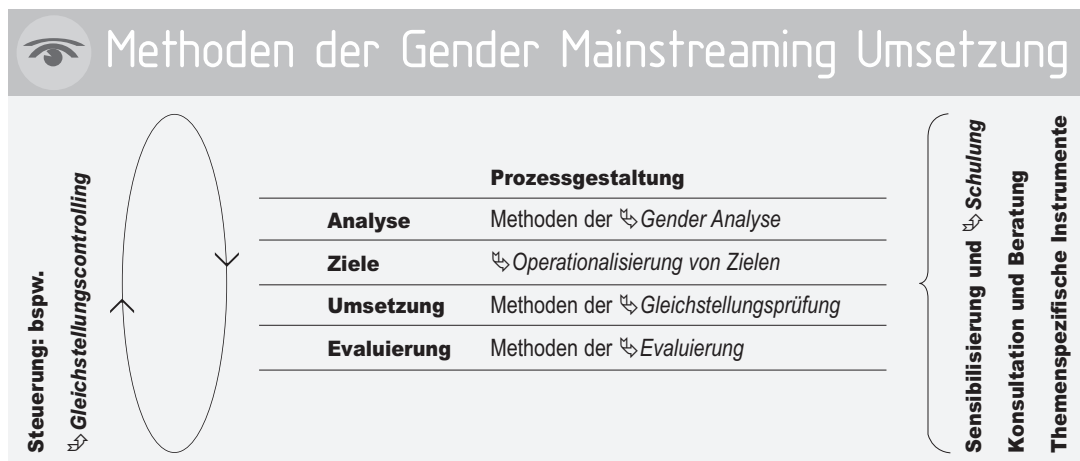 Methoden der Gender Mainstreaming Umsetzung
Steuerung: bspw.
Gleichstellungscontrolling
Prozessgestaltung
Analyse Methoden der Gender Analyse
Ziele Operationalisierung von Zielen
Umsetzung Methoden der Gleichstellungsprüfung
Evaluierung Methoden der Evaluierung
Sensibilisierung und Schulung
Konsultation und Beratung
Themenspezifische Instrumente